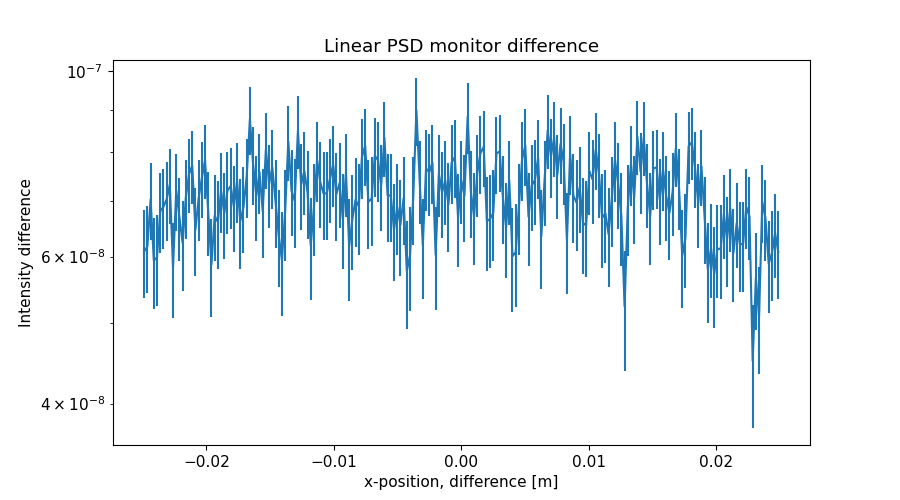 Linear PSD monitor difference
10⁻⁷
6 × 10⁻⁸
4 × 10⁻⁸
Intensity difference
−0.02 −0.01 0.00 0.01 0.02
x-position, difference [m]